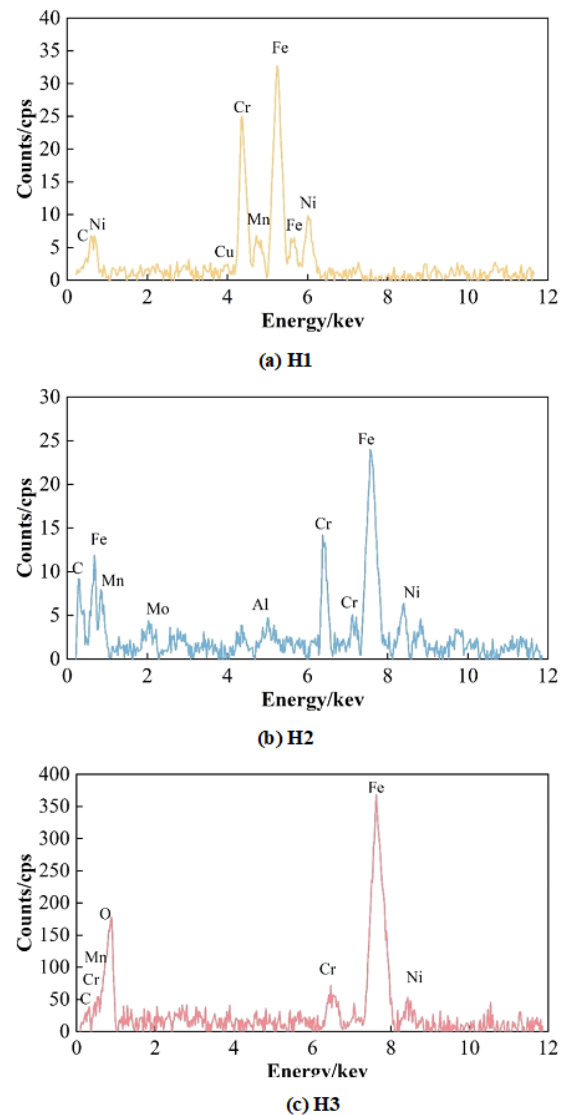 40
Fe
35
30
Cr
25
20
15
Mn
Ni
10
C Ni
Fe
5
Cu
0
0 2 4 6 8 10 12
Counts/cps
Energy/kev
(a) H1
30
25
Fe
20
15
Cr
Fe
10
C
Mn
Ni
5
Mo
Al
Cr
0
0 2 4 6 8 10 12
Counts/cps
Energy/kev
(b) H2
400
Fe
350
300
250
200
O
150
Mn
100
Cr
Cr
Ni
50
C
0
0 2 4 6 8 10 12
Counts/cps
Energy/kev
(c) H3